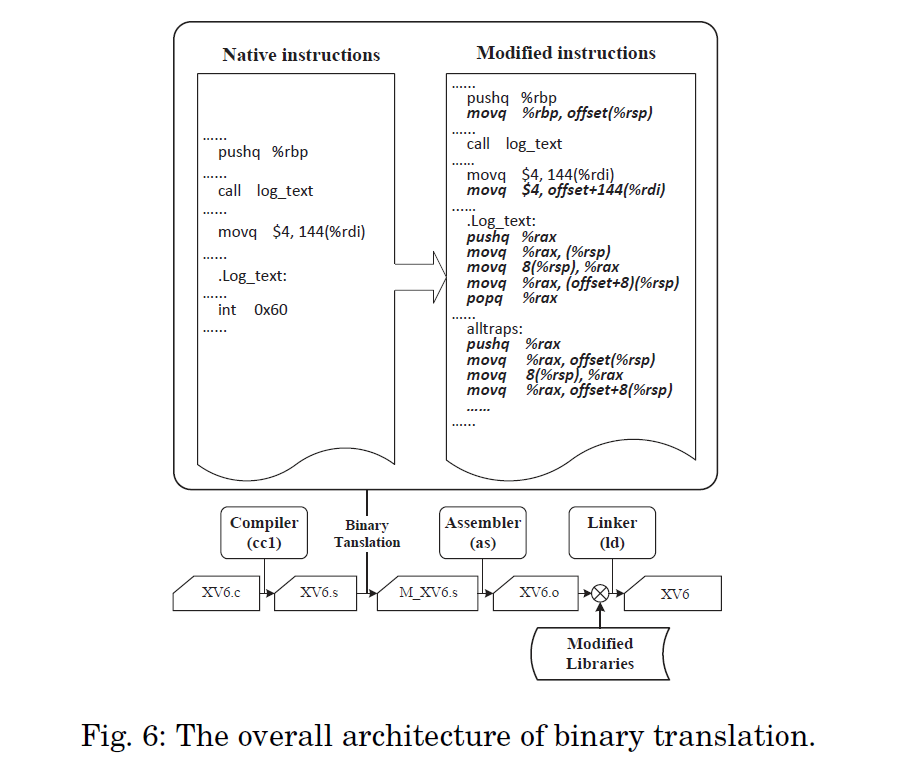 Native instructions
......
pushq %rbp
......
call log_text
......
movq $4, 144(%rdi)
......
.Log_text:
......
int 0x60
......
Modified instructions
......
pushq %rbp
movq %rbp, offset(%rsp)
......
call log_text
......
movq $4, 144(%rdi)
movq $4, offset+144(%rdi)
......
.Log_text:
pushq %rax
movq %rax, (%rsp)
movq 8(%rsp), %rax
movq %rax, (offset+8)(%rsp)
popq %rax
......
alltraps:
pushq %rax
movq %rax, offset(%rsp)
movq 8(%rsp), %rax
movq %rax, offset+8(%rsp)
......
......
Compiler
(cc1)
Binary
Tanslation
Assembler
(as)
Linker
(ld)
XV6.c
XV6.s
M_XV6.s
XV6.o
XV6
Modified
Libraries
Fig. 6: The overall architecture of binary translation.